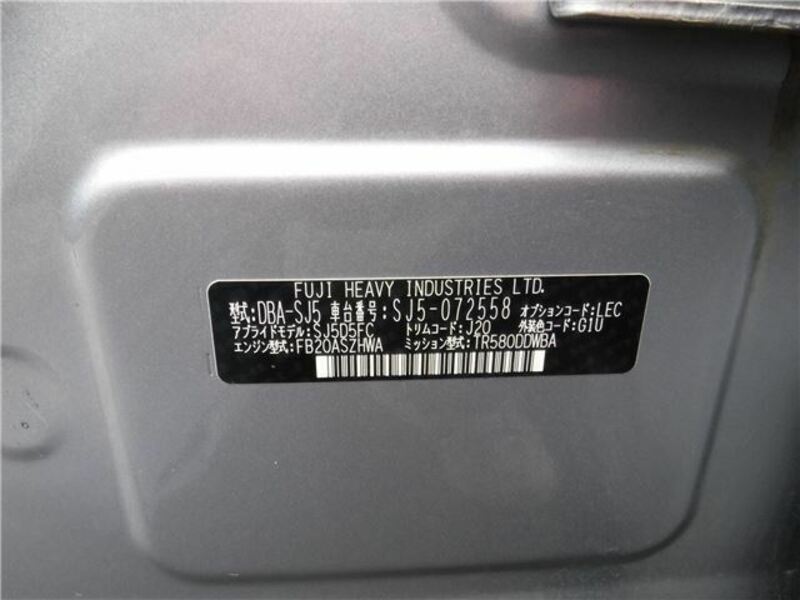 FUJI HEAVY INDUSTRIES LTD.
型式:DBA-SJ5 車台番号:SJ5-072558 オプションコード:LEC
アプライドモデル:SJ5D5FC トリムコード:J20 外装色コード:G1U
エンジン型式:FB20ASZHWA ミッション型式:TR580DDWBA